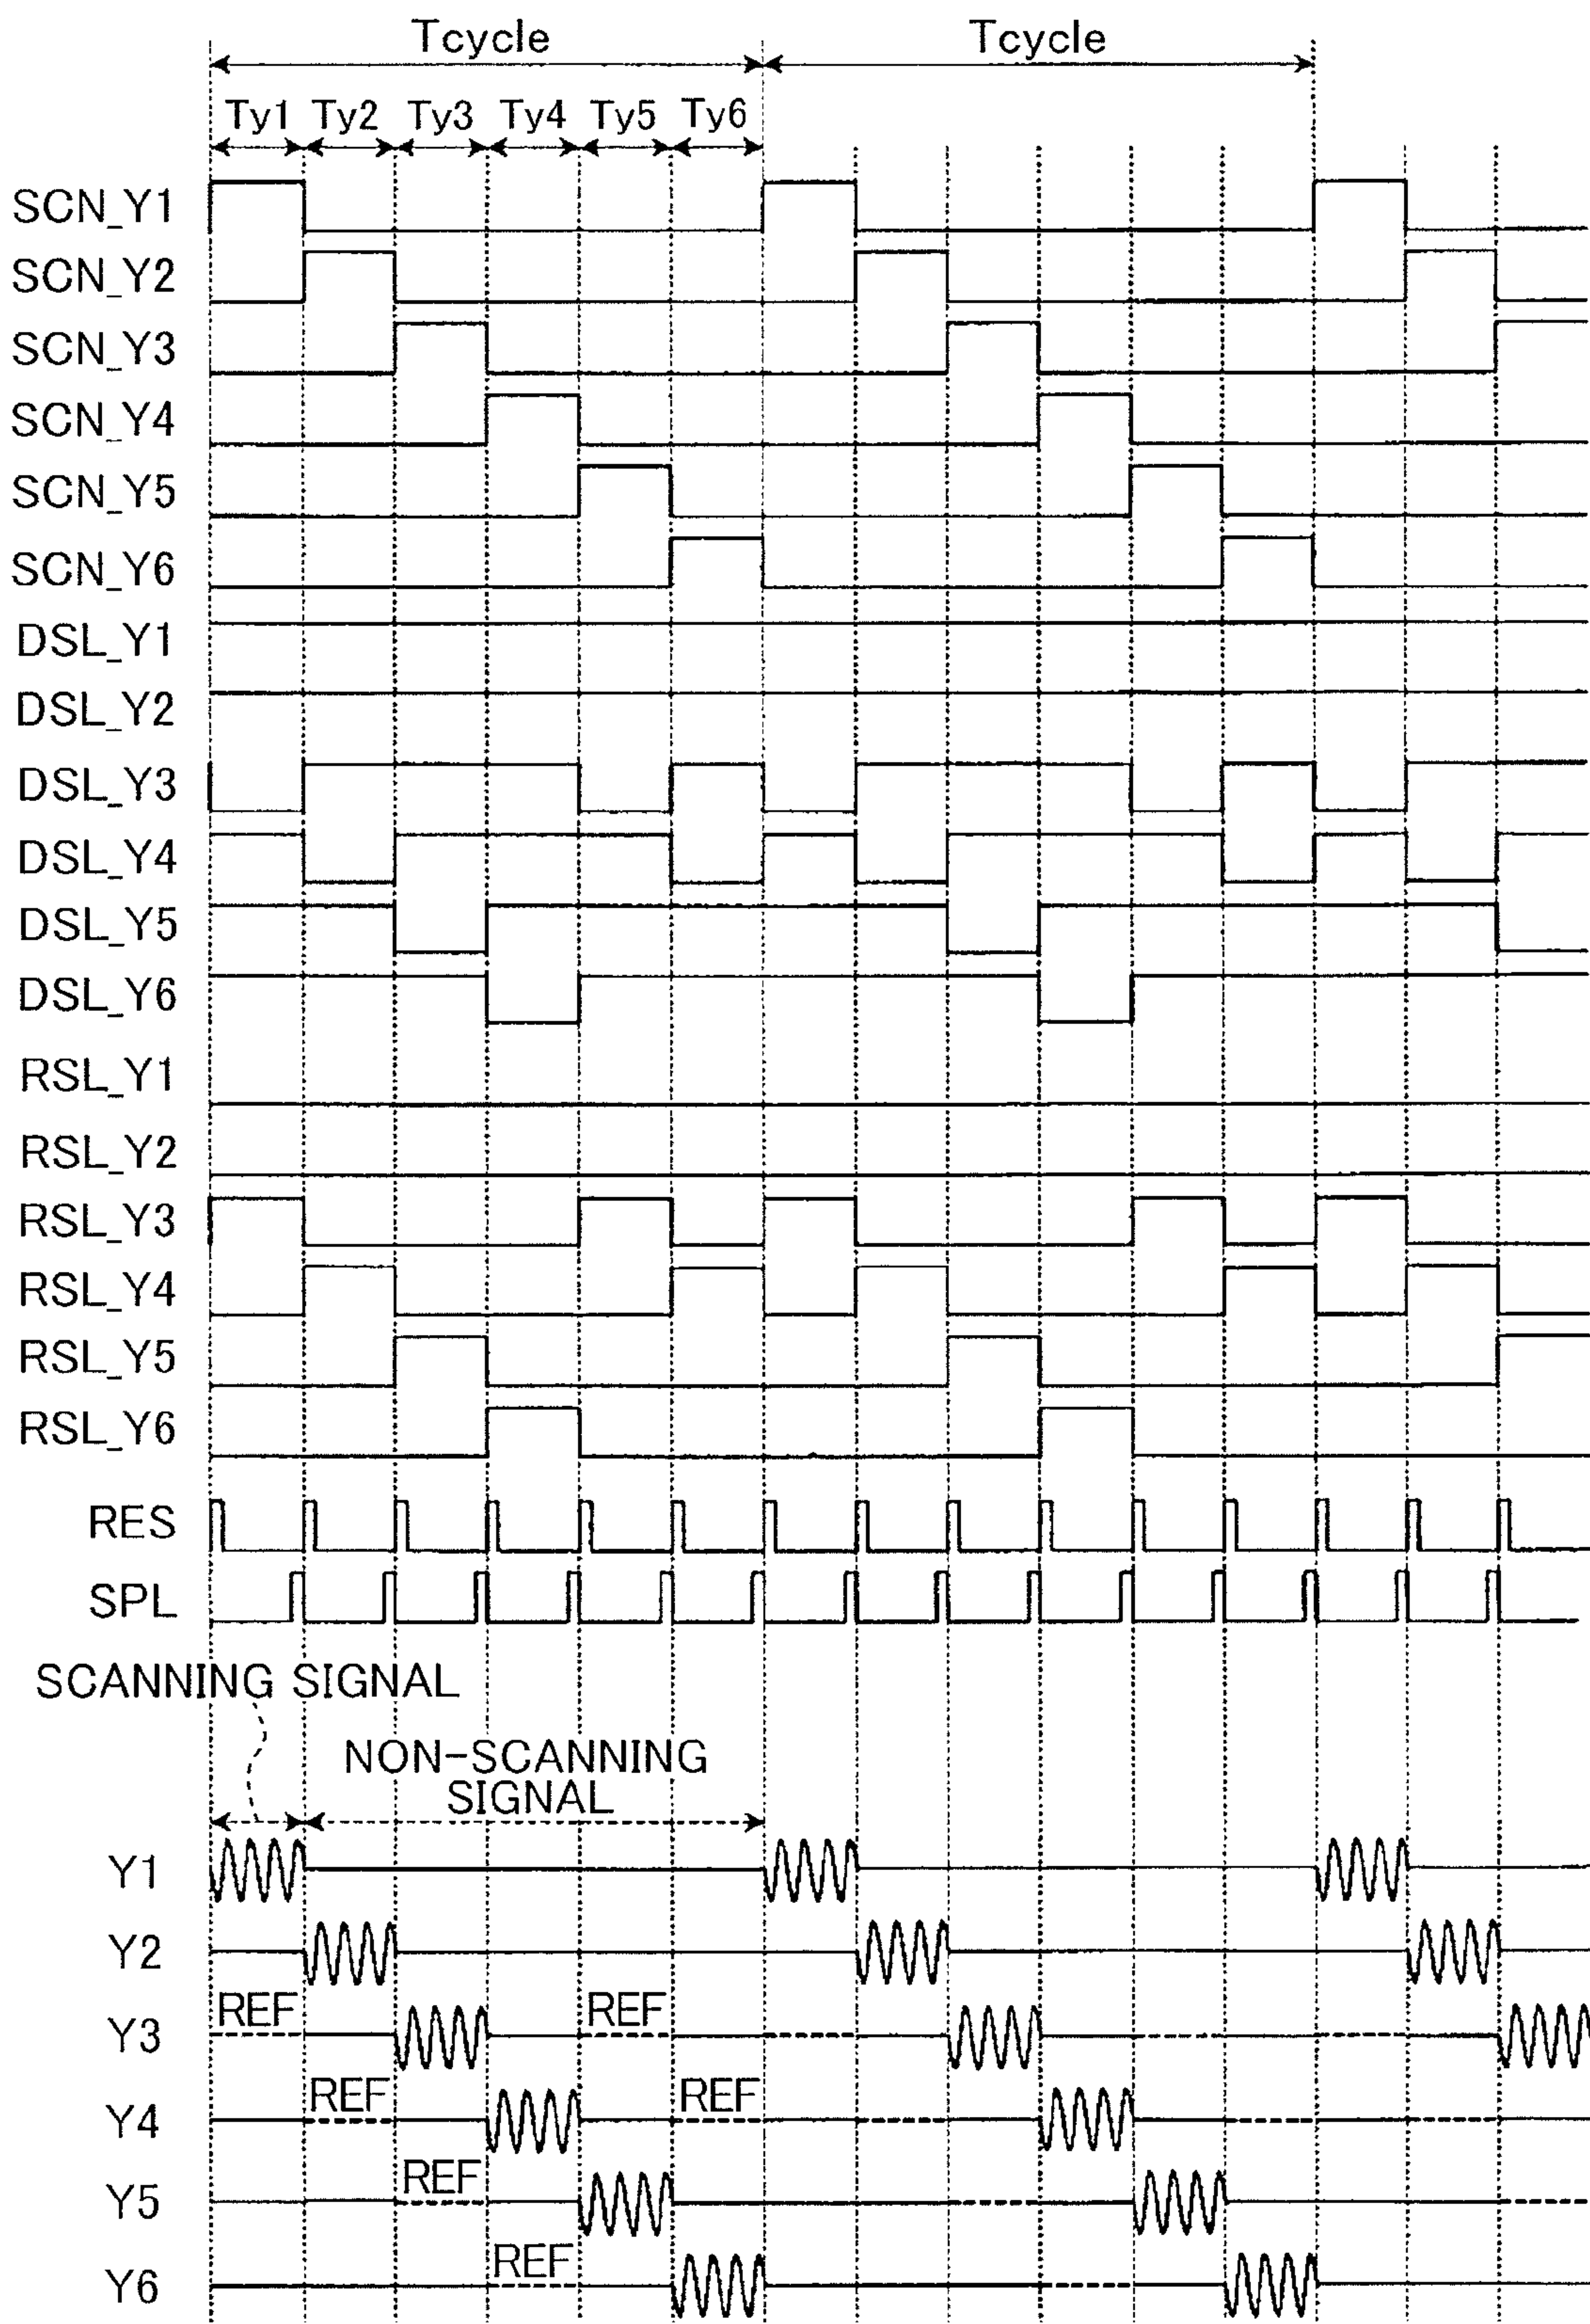 Tcycle Tcycle
Ty1 Ty2 Ty3 Ty4 Ty5 Ty6
SCN_Y1
SCN_Y2
SCN_Y3
SCN_Y4
SCN_Y5
SCN_Y6
DSL_Y1
DSL_Y2
DSL_Y3
DSL_Y4
DSL_Y5
DSL_Y6
RSL_Y1
RSL_Y2
RSL_Y3
RSL_Y4
RSL_Y5
RSL_Y6
RES
SPL
SCANNING SIGNAL
NON-SCANNING
SIGNAL
Y1
Y2
REF REF
Y3
REF REF
Y4
REF
Y5
REF
Y6